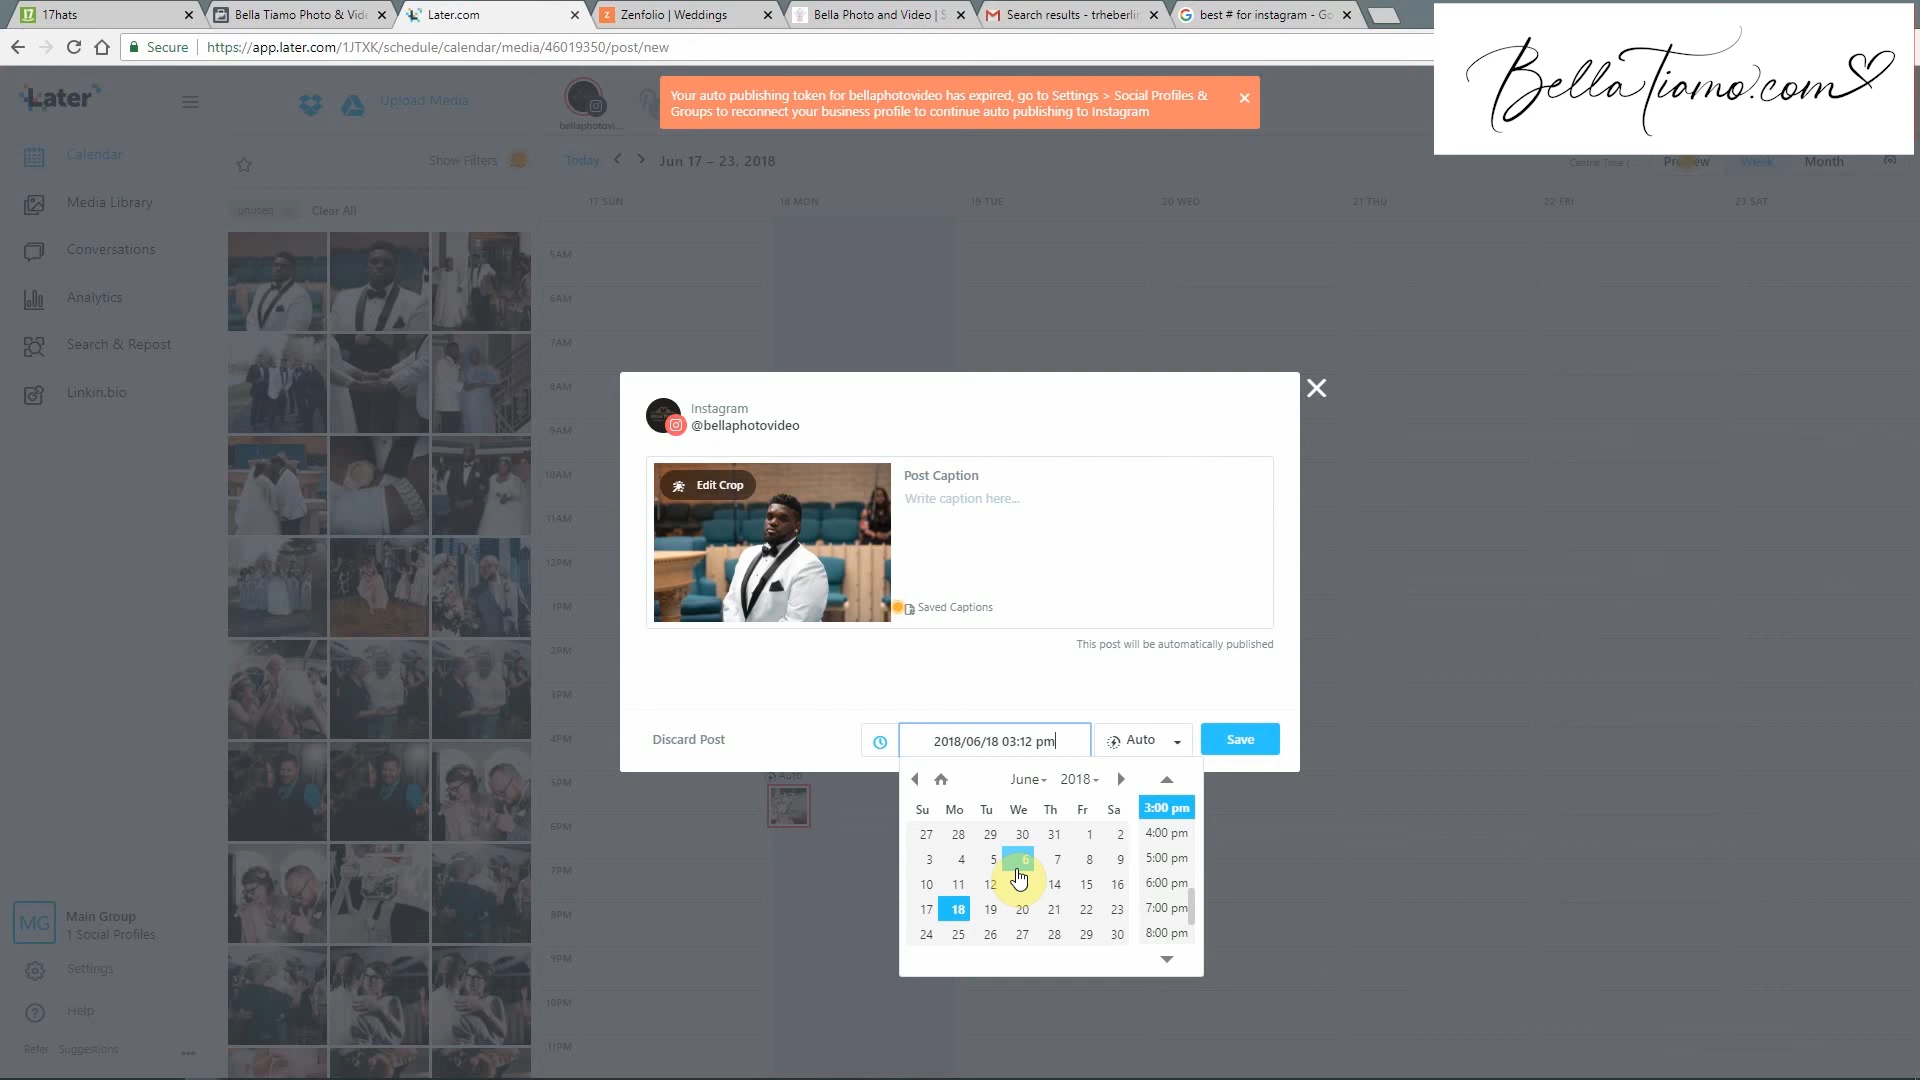 17hats
Bella Tiamo Photo & Vide
Later.com
Zenfolio | Weddings
Bella Photo and Video | S
Search results - trheberlin
best # for instagram - Go
Secure
https://app.later.com/1JTXK/schedule/calendar/media/46019350/post/new
BellaTiamo.com
Later
Upload Media
bellaphotovi...
Your auto publishing token for bellaphotovideo has expired, go to Settings > Social Profiles &
Groups to reconnect your business profile to continue auto publishing to Instagram
Calendar
Media Library
Conversations
Analytics
Search & Repost
Linkin.bio
Show Filters
unused
Clear All
Today
Jun 17 – 23, 2018
Central Time (
Preview
Week
Month
17 SUN
18 MON
19 TUE
20 WED
21 THU
22 FRI
23 SAT
5AM
6AM
7AM
8AM
9AM
10AM
11AM
12PM
1PM
2PM
3PM
4PM
5PM
6PM
7PM
8PM
9PM
10PM
11PM
Instagram
@bellaphotovideo
Edit Crop
Post Caption
Write caption here...
Saved Captions
This post will be automatically published
Discard Post
2018/06/18 03:12 pm
Auto
Save
Auto
June
2018
Su Mo Tu We Th Fr Sa
27 28 29 30 31 1 2
3 4 5 6 7 8 9
10 11 12 14 15 16
17 18 19 20 21 22 23
24 25 26 27 28 29 30
3:00 pm
4:00 pm
5:00 pm
6:00 pm
7:00 pm
8:00 pm
MG
Main Group
1 Social Profiles
Settings
Help
Refer
Suggestions